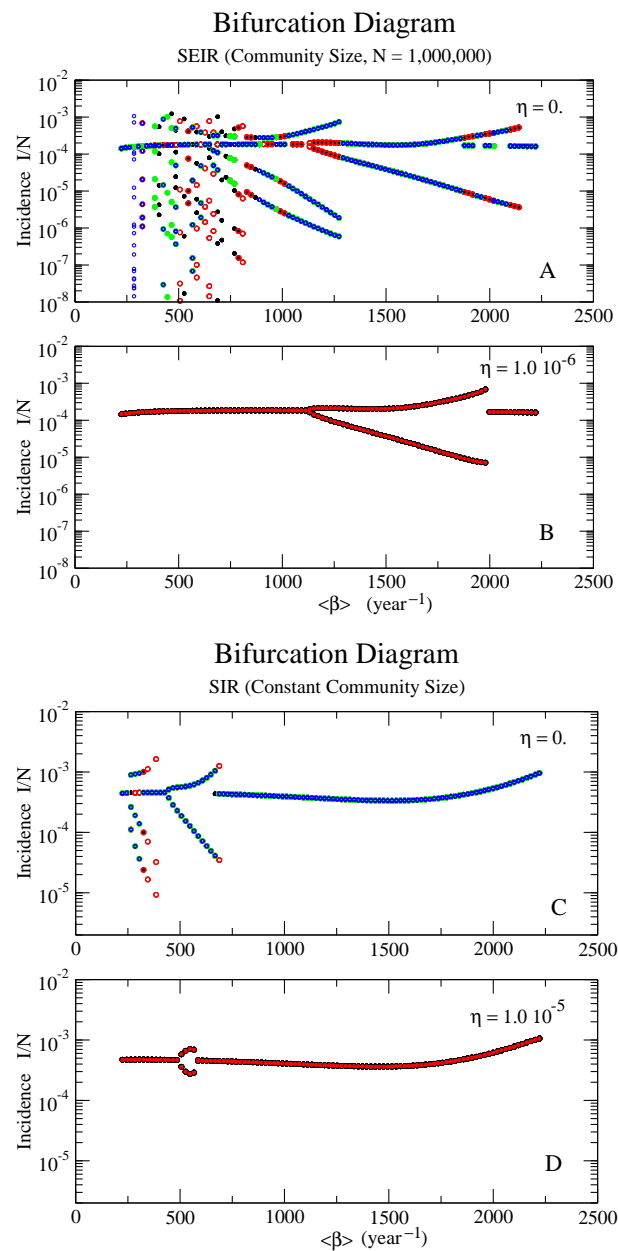 Bifurcation Diagram
SEIR (Community Size, N = 1,000,000)
η = 0.
Incidence I/N
10⁻²
10⁻³
10⁻⁴
10⁻⁵
10⁻⁶
10⁻⁷
10⁻⁸
A
0 500 1000 1500 2000 2500
η = 1.0 10⁻⁶
Incidence I/N
10⁻²
10⁻³
10⁻⁴
10⁻⁵
10⁻⁶
10⁻⁷
10⁻⁸
B
0 500 1000 1500 2000 2500
<β> (year⁻¹)
Bifurcation Diagram
SIR (Constant Community Size)
η = 0.
Incidence I/N
10⁻²
10⁻³
10⁻⁴
10⁻⁵
C
0 500 1000 1500 2000 2500
η = 1.0 10⁻⁵
Incidence I/N
10⁻²
10⁻³
10⁻⁴
10⁻⁵
D
0 500 1000 1500 2000 2500
<β> (year⁻¹)